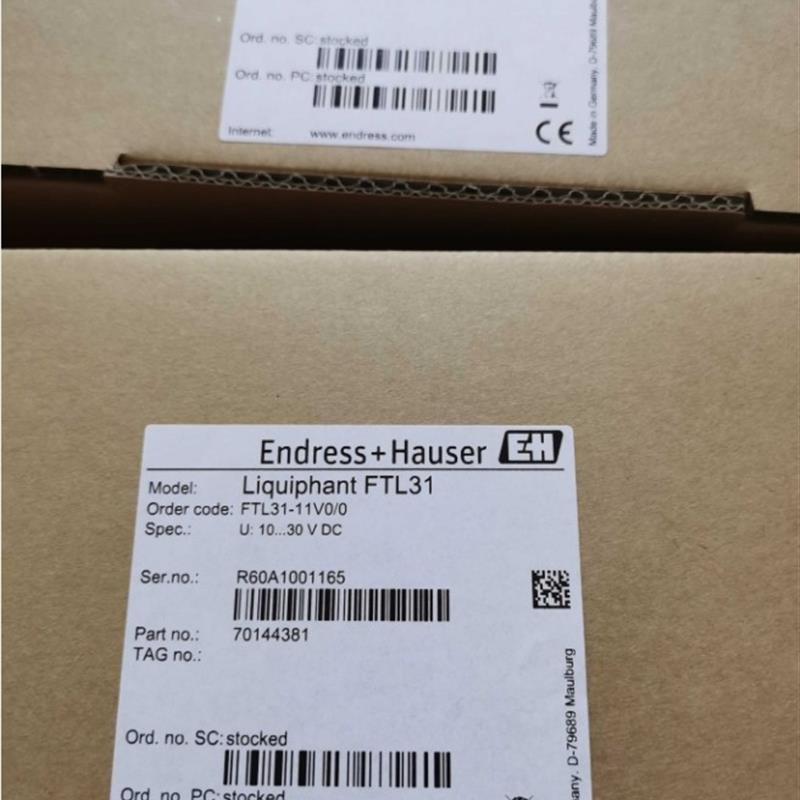 Ord. no. SC: stocked
Ord. no. PC: stocked
Internet: www.endress.com
CE
Made in Germany, D-79689 Maulburg
Endress+Hauser EH
Model: Liquiphant FTL31
Order code: FTL31-11V0/0
Spec.: U: 10...30 V DC
Ser.no.: R60A1001165
Part no.: 70144381
TAG no.:
Ord. no. SC: stocked
Ord. no. PC: stocked
many, D-79689 Maulburg